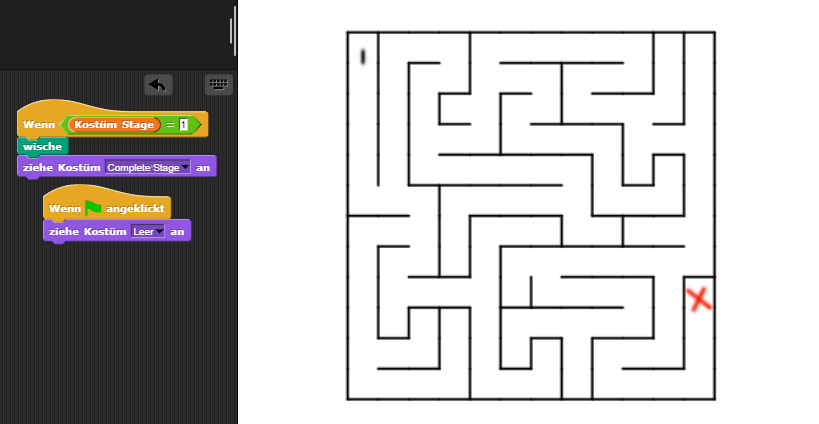 Wenn Kostüm Stage = 1
wische
ziehe Kostüm Complete Stage an
Wenn angeklickt
ziehe Kostüm Leer an